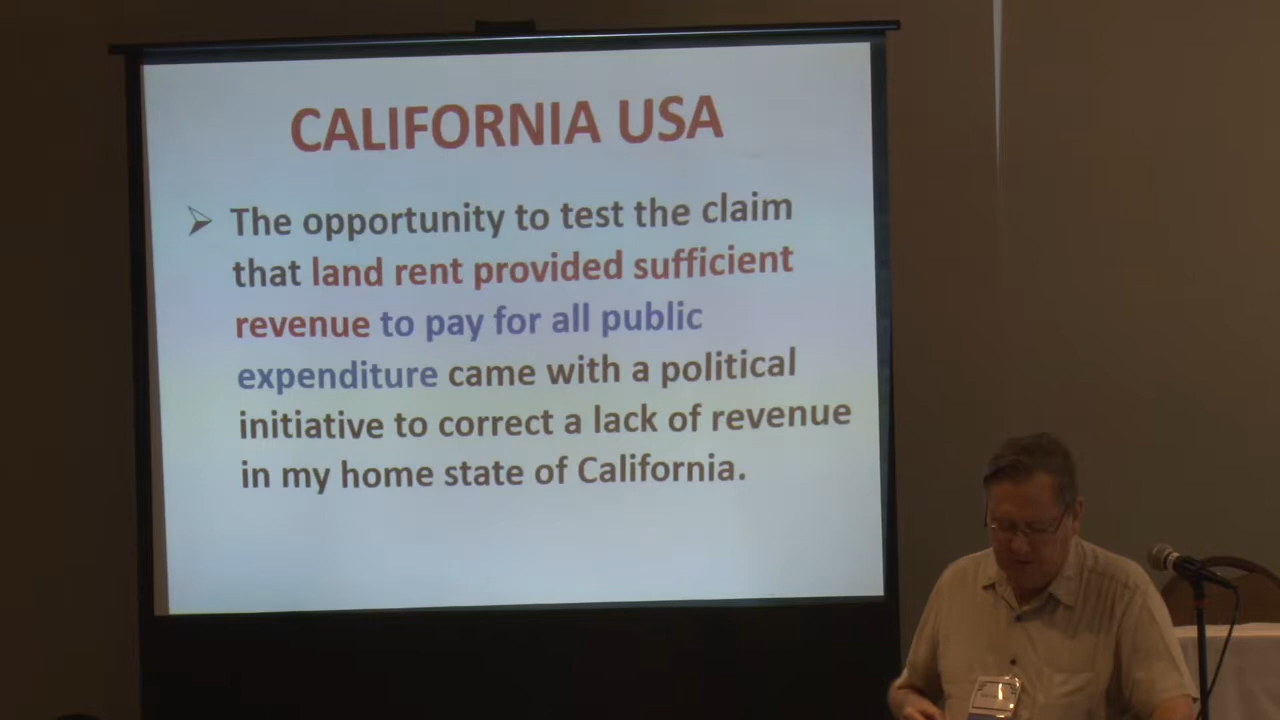 CALIFORNIA USA
The opportunity to test the claim
that land rent provided sufficient
revenue to pay for all public
expenditure came with a political
initiative to correct a lack of revenue
in my home state of California.